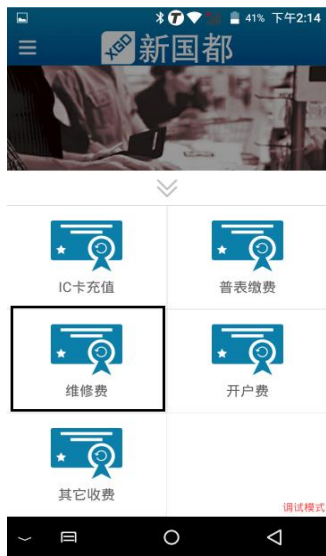 41% 下午2:14
XGD 新国都
IC卡充值
普表缴费
维修费
开户费
其它收费
调试模式